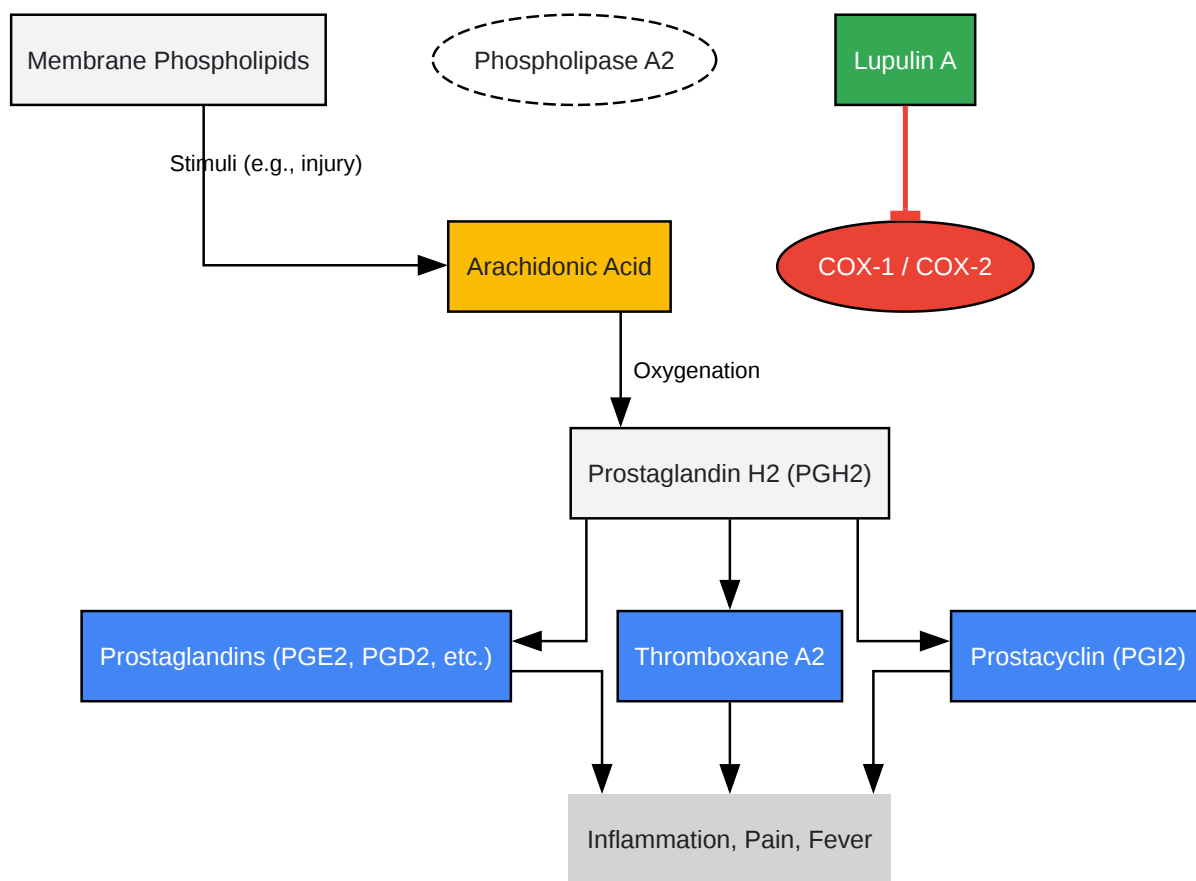 Membrane Phospholipids
Phospholipase A2
Lupulin A
Stimuli (e.g., injury)
Arachidonic Acid
COX-1 / COX-2
Oxygenation
Prostaglandin H2 (PGH2)
Prostaglandins (PGE2, PGD2, etc.)
Thromboxane A2
Prostacyclin (PGI2)
Inflammation, Pain, Fever